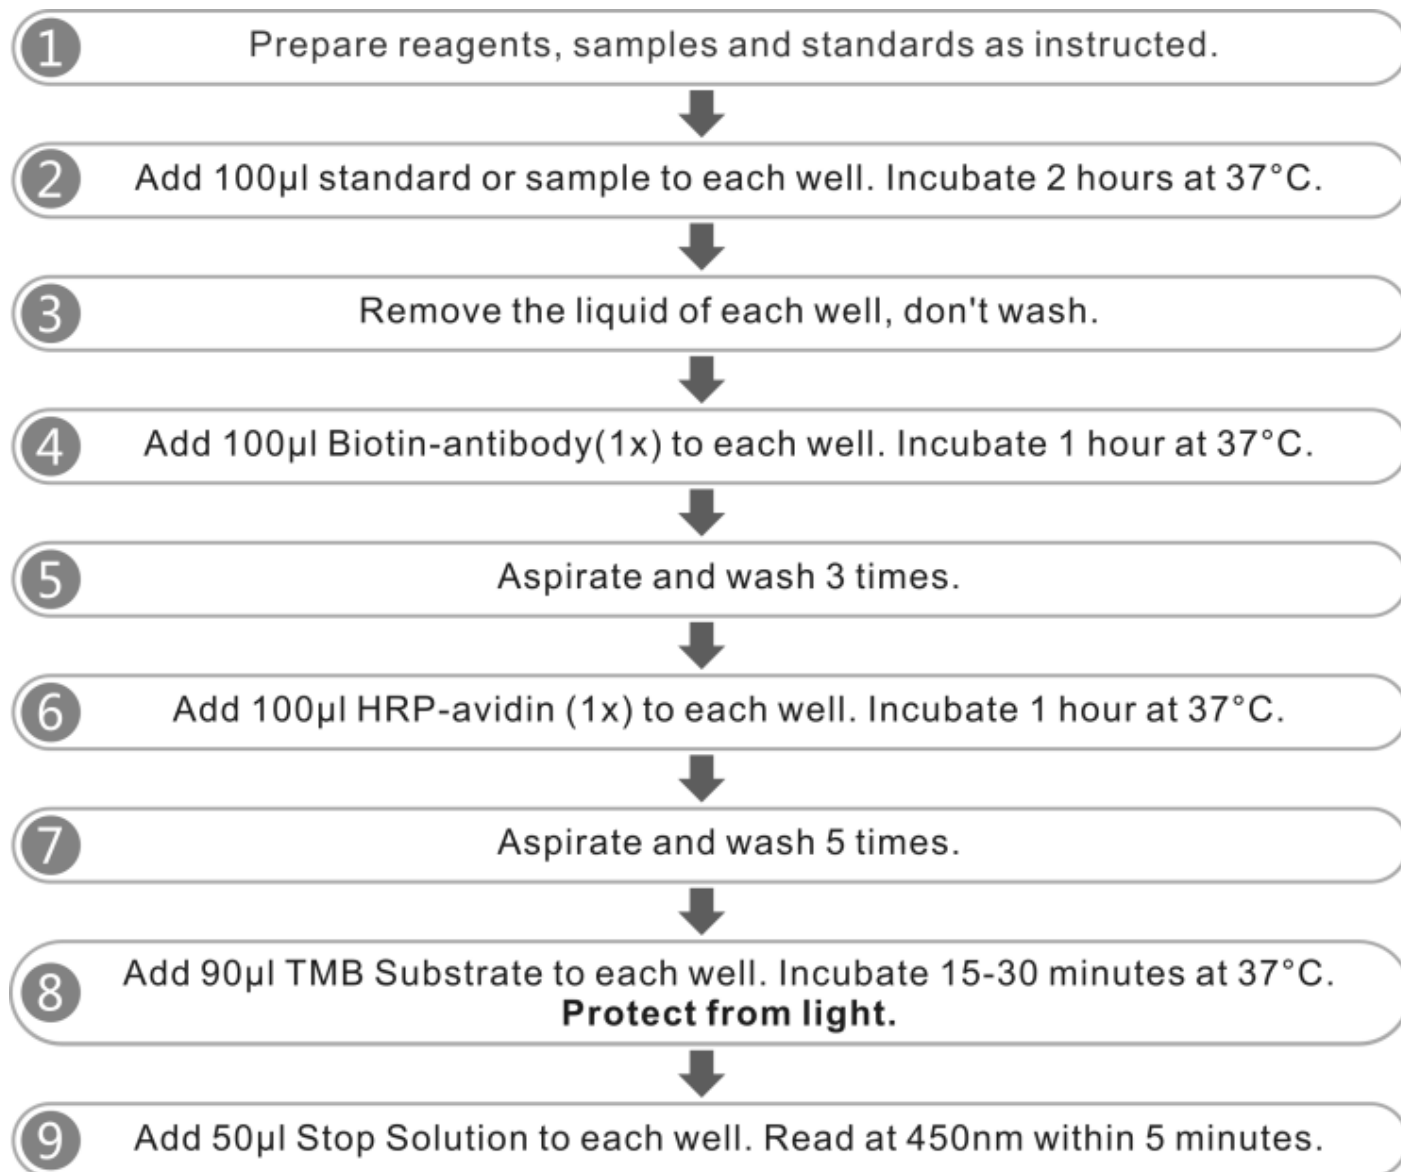 1 Prepare reagents, samples and standards as instructed.
2 Add 100µl standard or sample to each well. Incubate 2 hours at 37°C.
3 Remove the liquid of each well, don't wash.
4 Add 100µl Biotin-antibody(1x) to each well. Incubate 1 hour at 37°C.
5 Aspirate and wash 3 times.
6 Add 100µl HRP-avidin (1x) to each well. Incubate 1 hour at 37°C.
7 Aspirate and wash 5 times.
8 Add 90µl TMB Substrate to each well. Incubate 15-30 minutes at 37°C.
Protect from light.
9 Add 50µl Stop Solution to each well. Read at 450nm within 5 minutes.